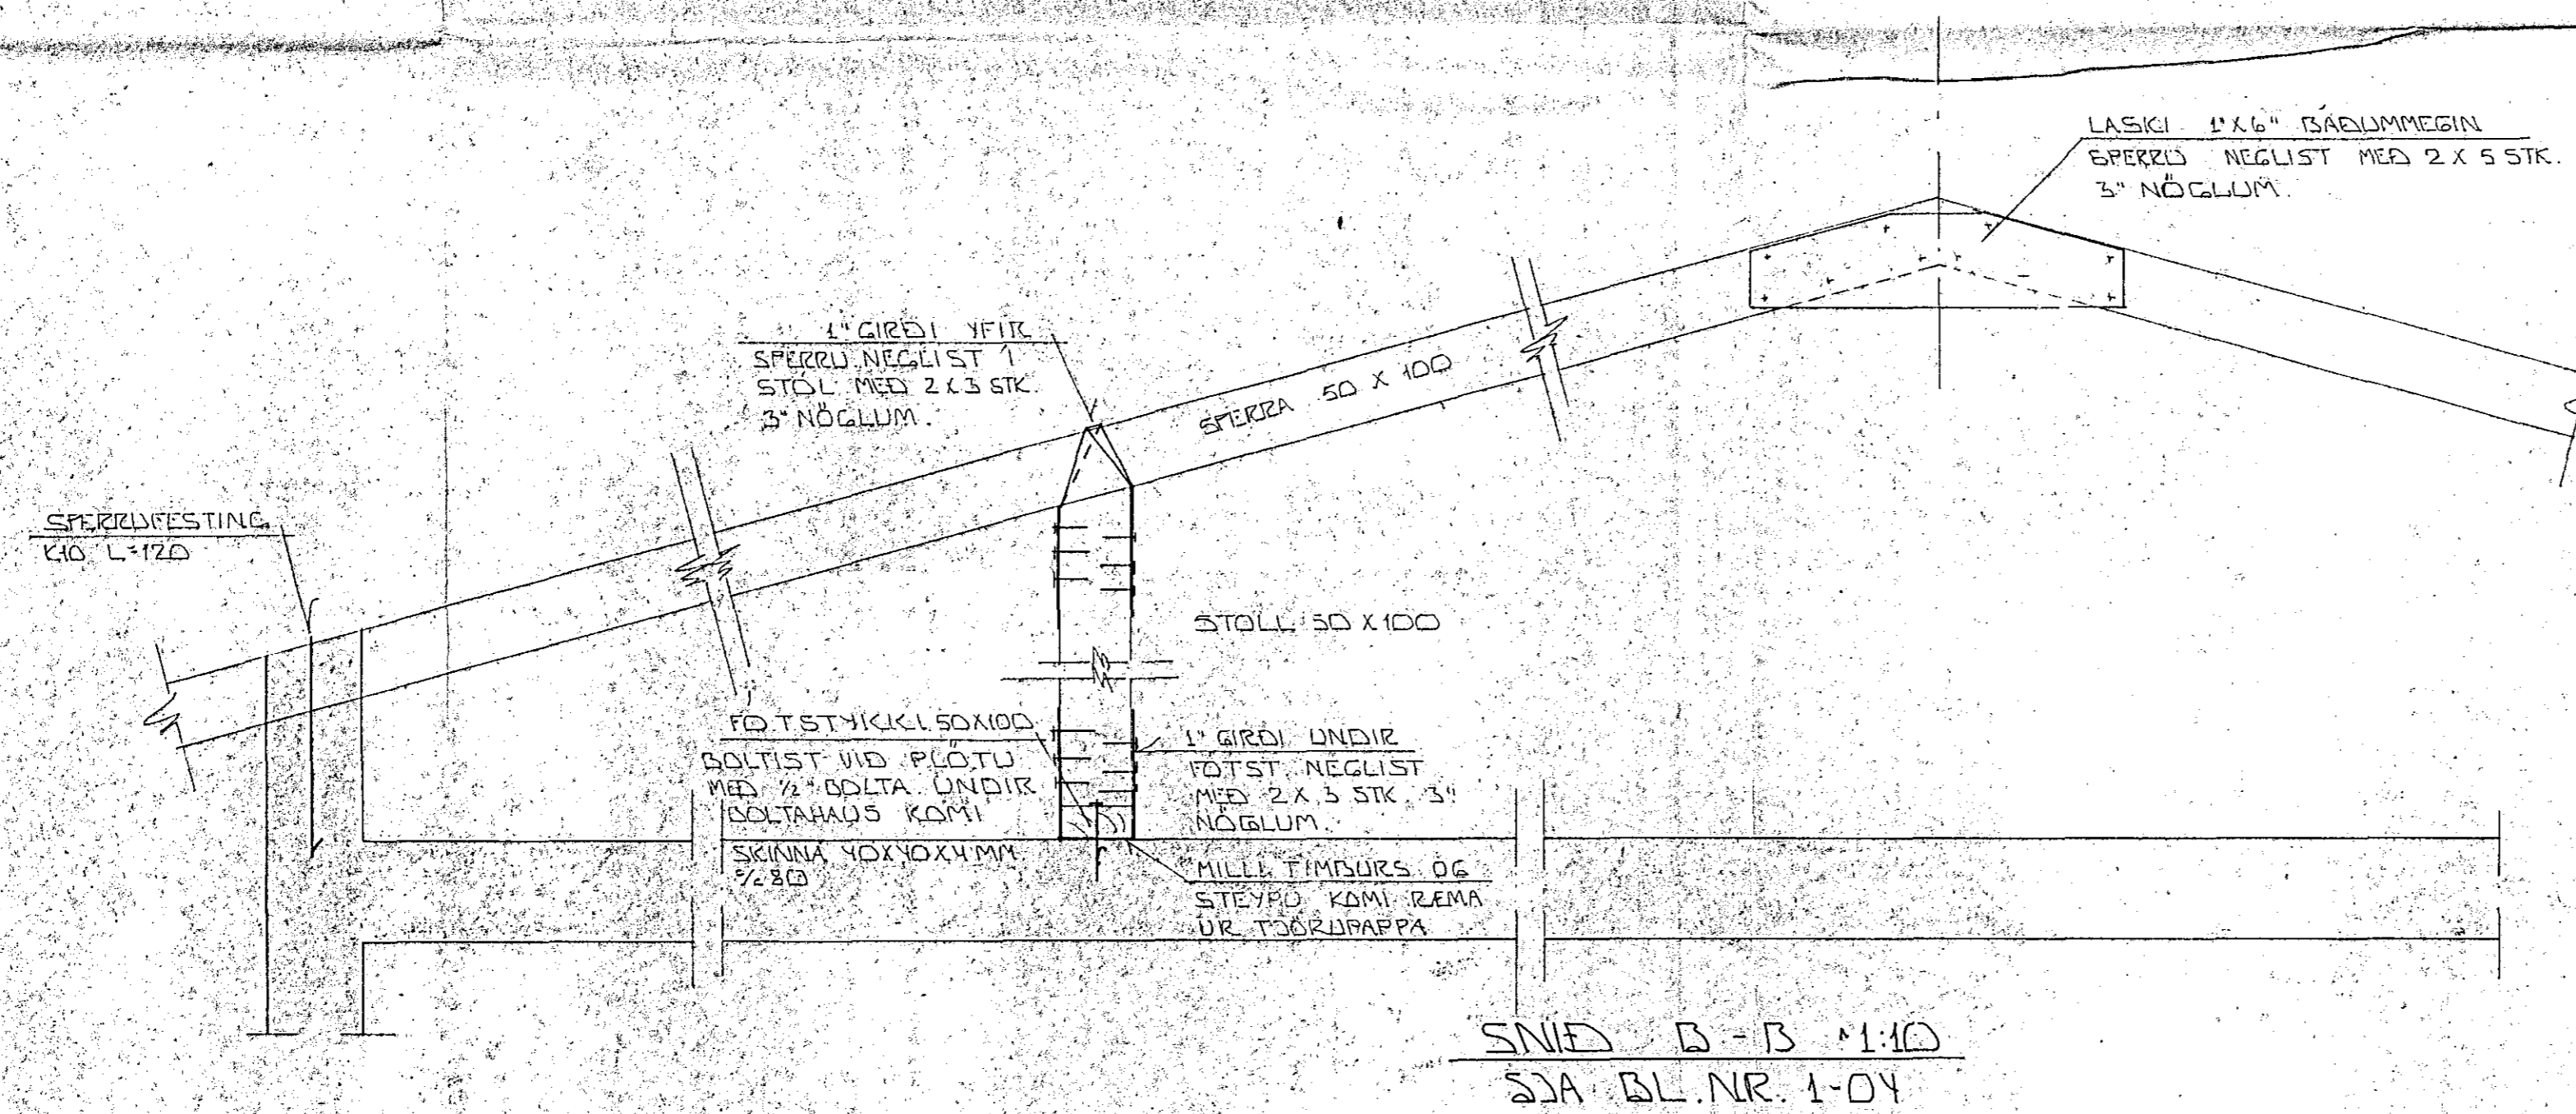 LASKI 1"X6" BÁÐUMMEGIN
SPERRU NEGLIST MEÐ 2 X 5 STK.
3" NÖGLUM.
1" GIRÐI YFIR
SPERRU NEGLIST Í
STÓL MEÐ 2 X 3 STK.
3" NÖGLUM.
SPERRA 50 X 100
SPERRUFESTING
K10 L=120
STÓLL 50 X 100
FÓTSTYKKI 50X100
BOLTIST VIÐ PLÖTU
MEÐ 1/2" BOLTA. UNDIR
BOLTAHAUS KOMI
SKINNA 40X40X4 MM
C/C 80
1" GIRÐI UNDIR
FÓTST. NEGLIST
MEÐ 2 X 3 STK. 3"
NÖGLUM.
MILLI TIMBURS OG
STEYPU KOMI RÆMA
ÚR TJÖRUPAPPA
SNIÐ B-B 1:10
SJÁ BL. NR. 1-04